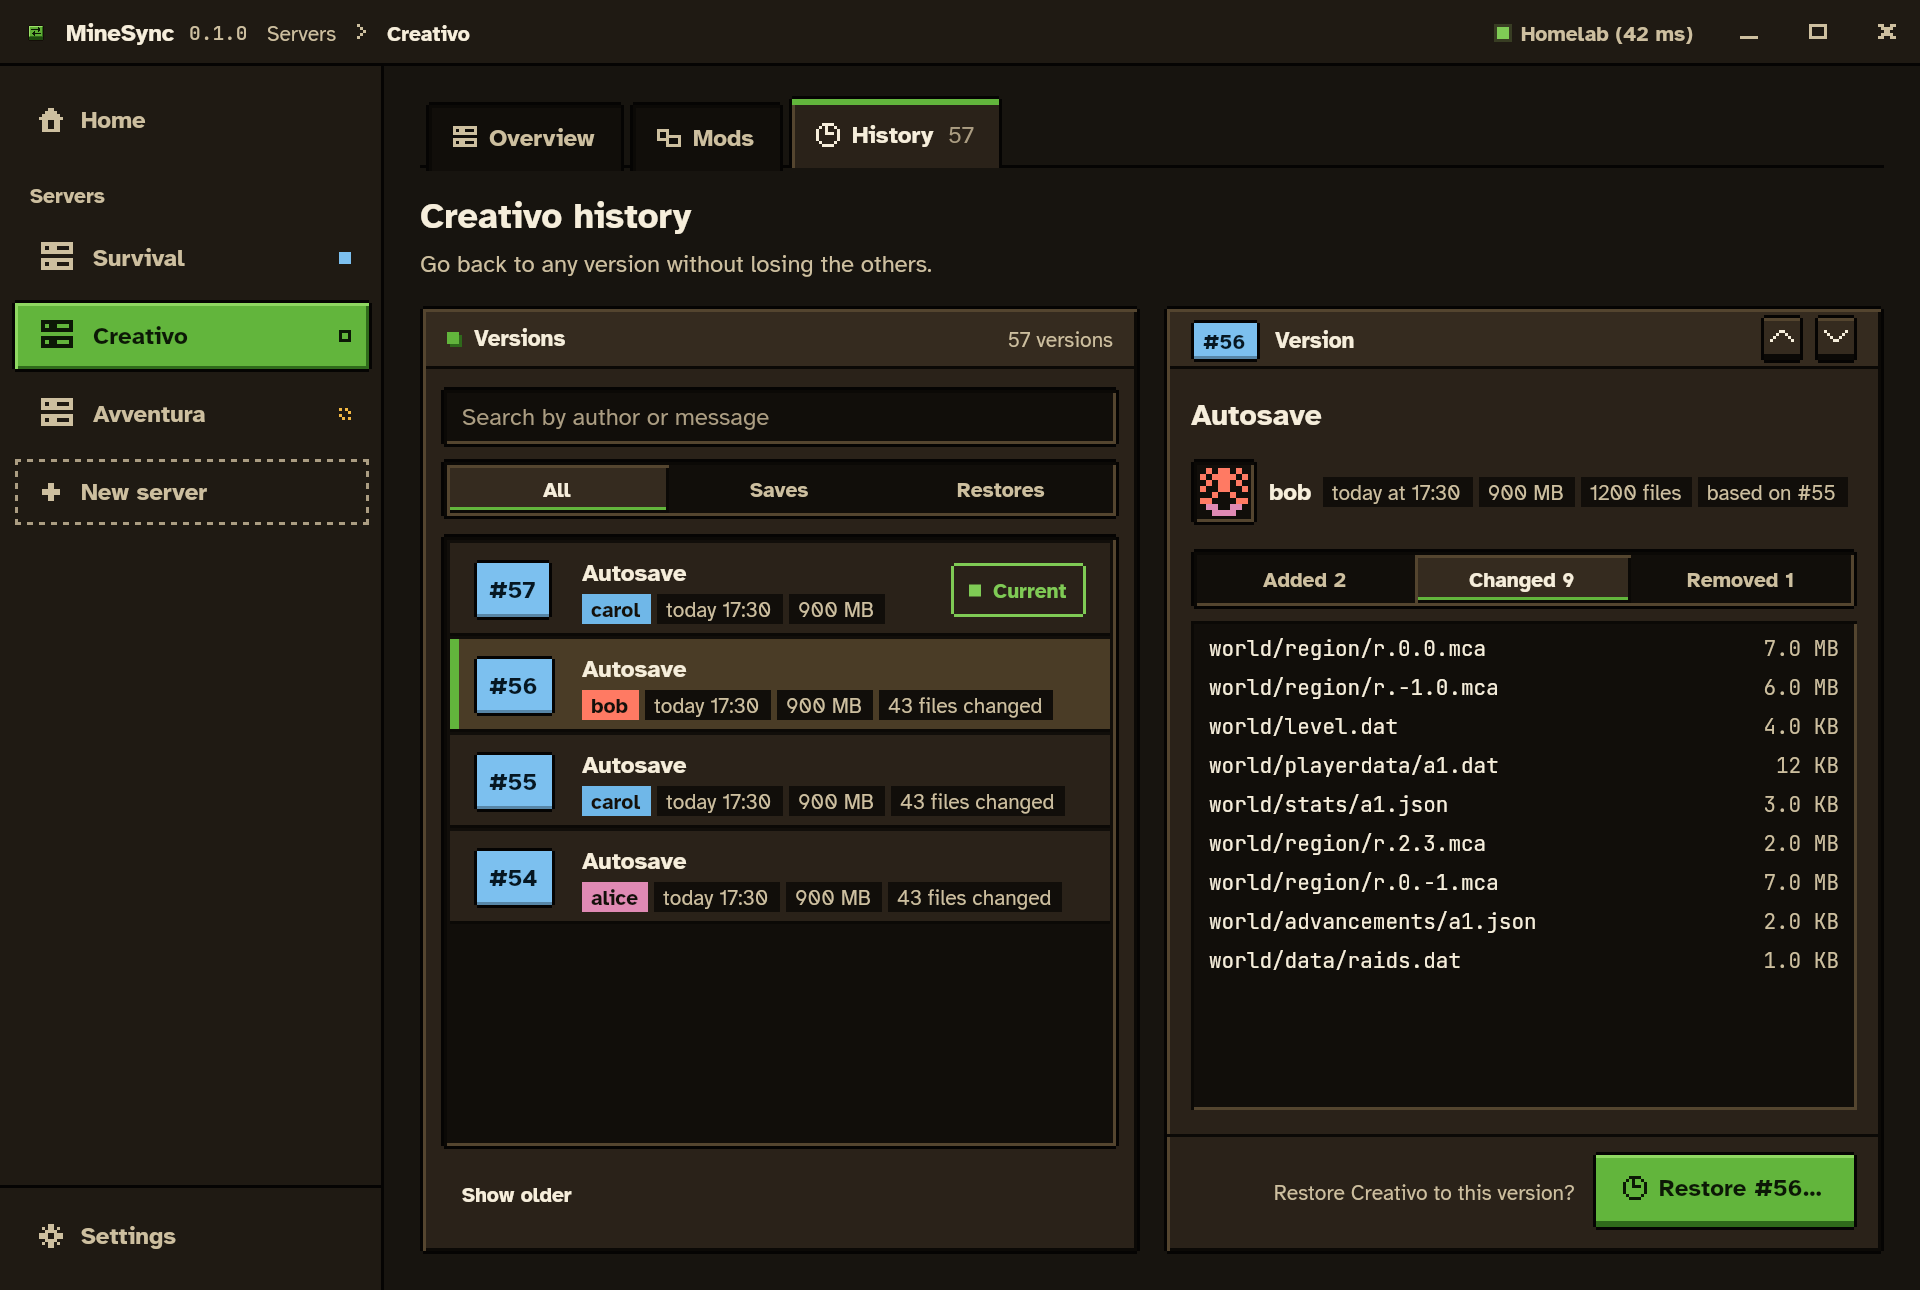 MineSync 0.1.0 Servers Creativo
Homelab (42 ms)
Home
Servers
Survival
Creativo
Avventura
New server
Settings
Overview
Mods
History 57
Creativo history
Go back to any version without losing the others.
Versions
57 versions
Search by author or message
All
Saves
Restores
#57
Autosave
carol today 17:30 900 MB
Current
#56
Autosave
bob today 17:30 900 MB 43 files changed
#55
Autosave
carol today 17:30 900 MB 43 files changed
#54
Autosave
alice today 17:30 900 MB 43 files changed
Show older
#56 Version
Autosave
bob today at 17:30 900 MB 1200 files based on #55
Added 2
Changed 9
Removed 1
world/region/r.0.0.mca 7.0 MB
world/region/r.-1.0.mca 6.0 MB
world/level.dat 4.0 KB
world/playerdata/a1.dat 12 KB
world/stats/a1.json 3.0 KB
world/region/r.2.3.mca 2.0 MB
world/region/r.0.-1.mca 7.0 MB
world/advancements/a1.json 2.0 KB
world/data/raids.dat 1.0 KB
Restore Creativo to this version?
Restore #56...